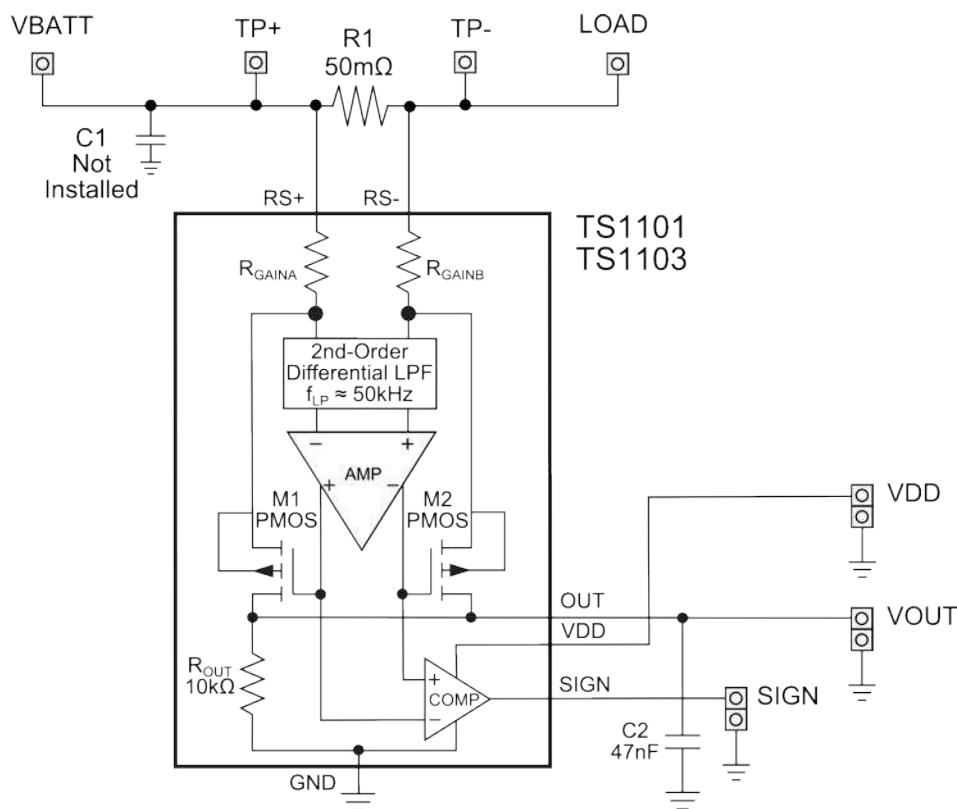 VBATT
TP+
R1
50mΩ
TP-
LOAD
C1
Not
Installed
RS+
RS-
TS1101
TS1103
RGAINA
RGAINB
2nd-Order
Differential LPF
fLP ≈ 50kHz
−
+
AMP
+
−
M1
PMOS
M2
PMOS
VDD
OUT
VDD
VOUT
ROUT
10kΩ
+
COMP
−
SIGN
SIGN
C2
47nF
GND